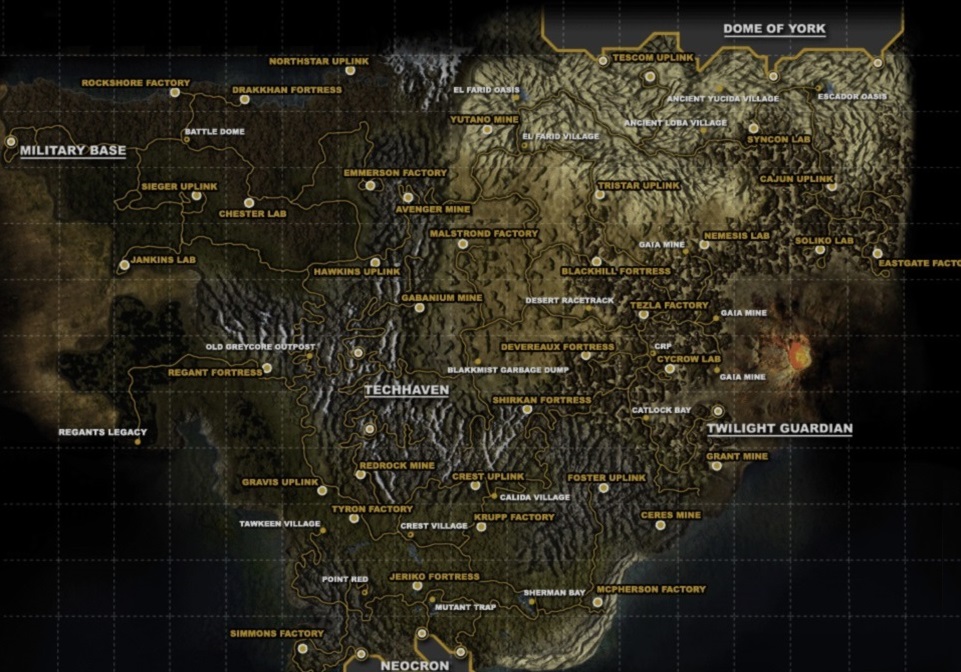 DOME OF YORK
TESCOM UPLINK
NORTHSTAR UPLINK
ROCKSHORE FACTORY
DRAKKHAN FORTRESS
EL FARID OASIS
ANCIENT YUCIDA VILLAGE
ESCADOR OASIS
YUTANO MINE
ANCIENT LOBA VILLAGE
BATTLE DOME
EL FARID VILLAGE
SYNCON LAB
MILITARY BASE
EMMERSON FACTORY
CAJUN UPLINK
SIEGER UPLINK
TRISTAR UPLINK
AVENGER MINE
CHESTER LAB
MALSTROND FACTORY
NEMESIS LAB
GAIA MINE
SOLIKO LAB
JANKINS LAB
EASTGATE FACTO
HAWKINS UPLINK
BLACKHILL FORTRESS
GABANIUM MINE
DESERT RACETRACK
TEZLA FACTORY
GAIA MINE
OLD GREYCORE OUTPOST
DEVEREAUX FORTRESS
CRP
CYCROW LAB
REGANT FORTRESS
BLAKKMIST GARBAGE DUMP
GAIA MINE
TECHHAVEN
SHIRKAN FORTRESS
CATLOCK BAY
REGANTS LEGACY
TWILIGHT GUARDIAN
GRANT MINE
REDROCK MINE
GRAVIS UPLINK
CREST UPLINK
FOSTER UPLINK
CALIDA VILLAGE
TYRON FACTORY
KRUPP FACTORY
CERES MINE
TAWKEEN VILLAGE
CREST VILLAGE
POINT RED
JERIKO FORTRESS
SHERMAN BAY
MCPHERSON FACTORY
MUTANT TRAP
SIMMONS FACTORY
NEOCRON